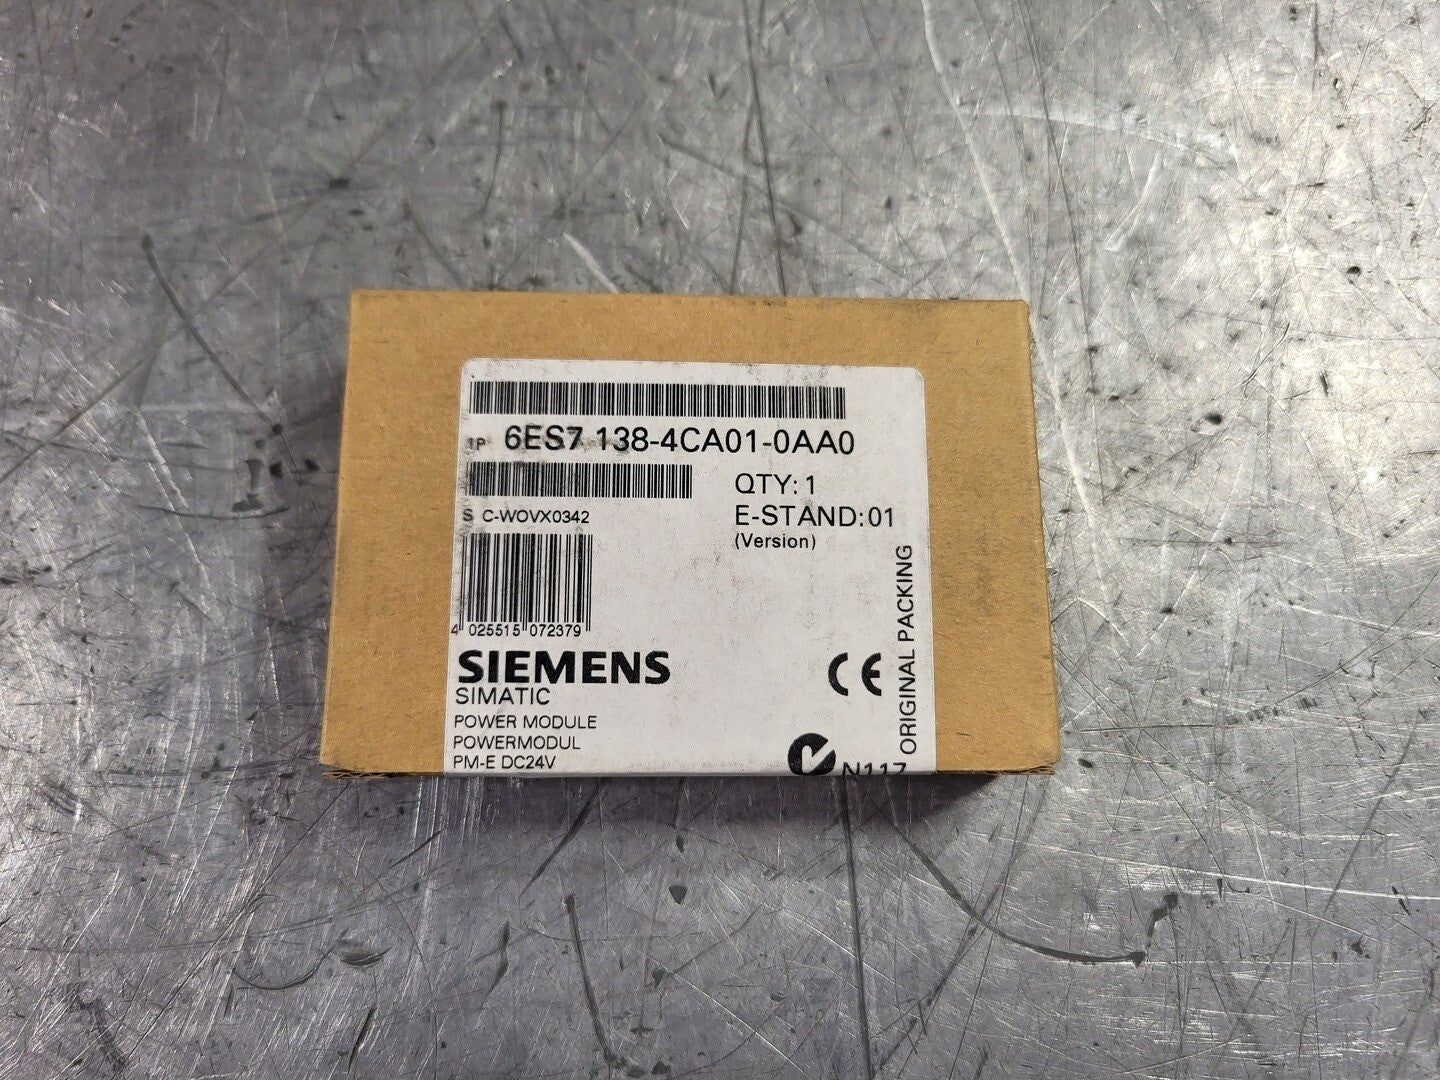 1P 6ES7 138-4CA01-0AA0
QTY: 1
S C-WOVX0342
E-STAND:01
(Version)
4 025515 072379
SIEMENS
SIMATIC
POWER MODULE
POWERMODUL
PM-E DC24V
CE
N117
ORIGINAL PACKING